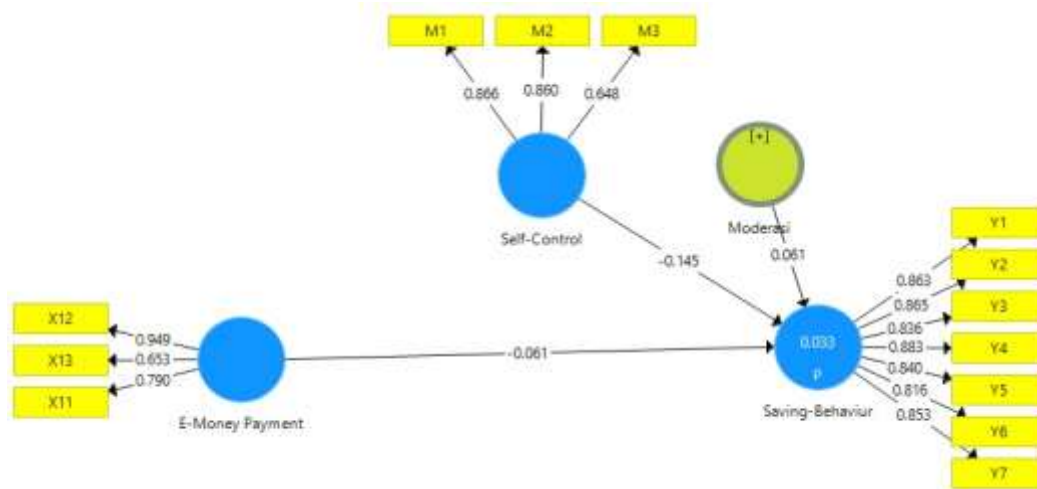 M1
M2
M3
0.866
0.860
0.648
[+]
Self-Control
Moderasi
-0.145
0.061
Y1
Y2
Y3
Y4
Y5
Y6
Y7
0.863
0.865
0.836
0.883
0.840
0.816
0.853
X12
X13
X11
0.949
0.653
0.790
-0.061
0.033
p
E-Money Payment
Saving-Behaviur